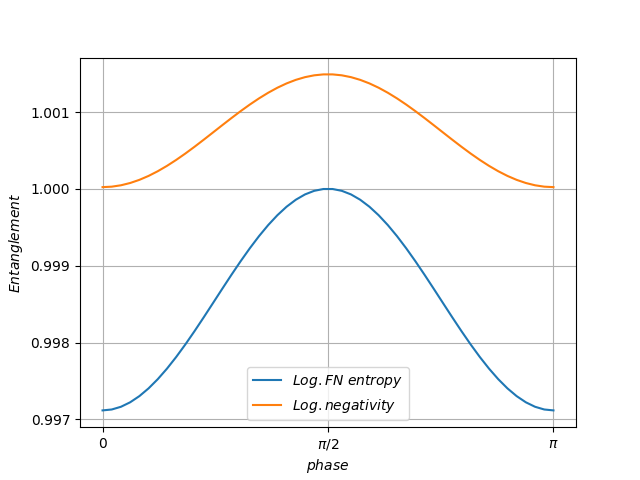 1.001
1.000
0.999
0.998
0.997
Entanglement
Log. FN entropy
Log. negativity
0
π/2
π
phase